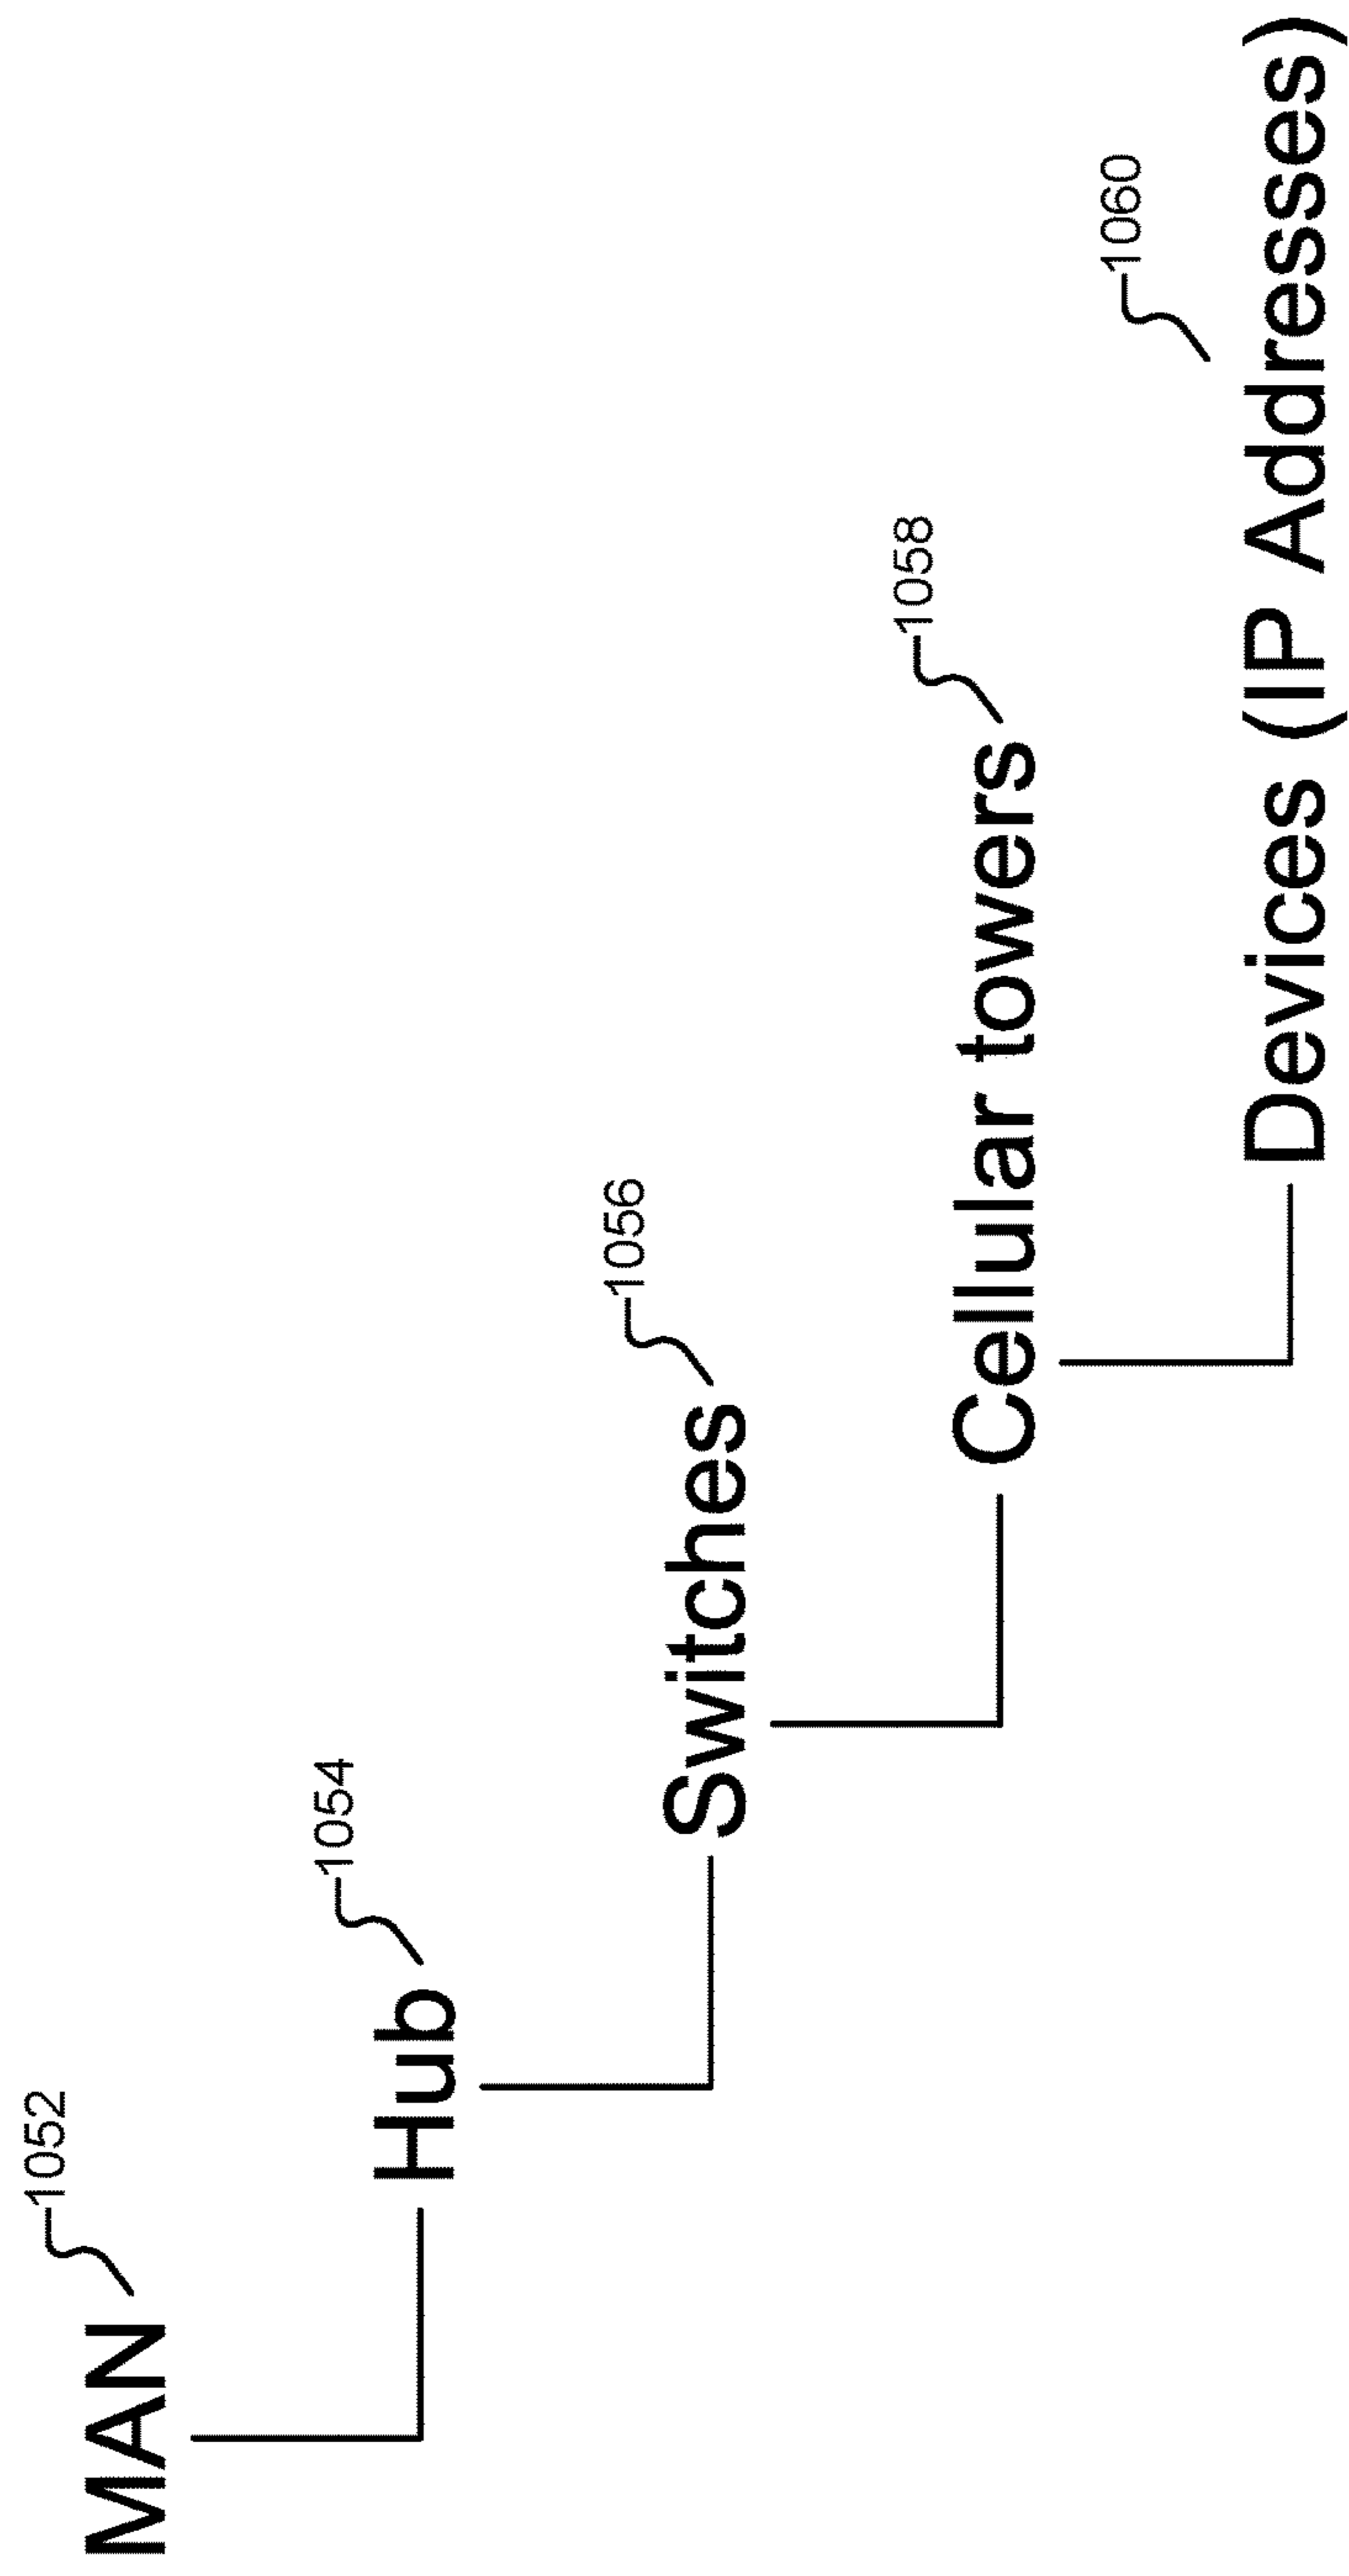 MAN
1052
Hub
1054
Switches
1056
Cellular towers
1058
Devices (IP Addresses)
1060